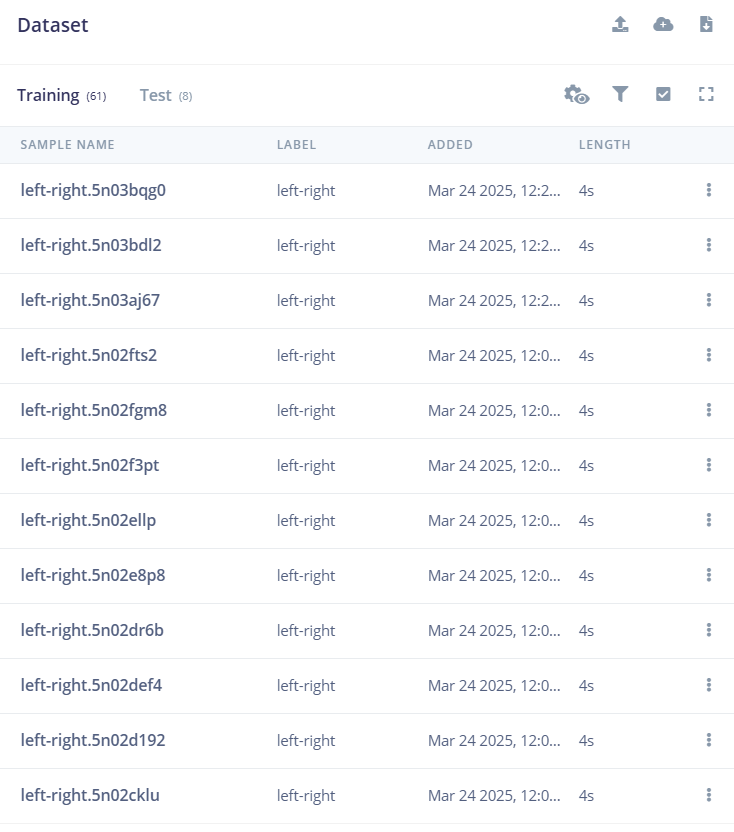 Dataset
Training (61) Test (8)
SAMPLE NAME LABEL ADDED LENGTH
left-right.5n03bqg0 left-right Mar 24 2025, 12:2... 4s
left-right.5n03bdl2 left-right Mar 24 2025, 12:2... 4s
left-right.5n03aj67 left-right Mar 24 2025, 12:2... 4s
left-right.5n02fts2 left-right Mar 24 2025, 12:0... 4s
left-right.5n02fgm8 left-right Mar 24 2025, 12:0... 4s
left-right.5n02f3pt left-right Mar 24 2025, 12:0... 4s
left-right.5n02ellp left-right Mar 24 2025, 12:0... 4s
left-right.5n02e8p8 left-right Mar 24 2025, 12:0... 4s
left-right.5n02dr6b left-right Mar 24 2025, 12:0... 4s
left-right.5n02def4 left-right Mar 24 2025, 12:0... 4s
left-right.5n02d192 left-right Mar 24 2025, 12:0... 4s
left-right.5n02cklu left-right Mar 24 2025, 12:0... 4s